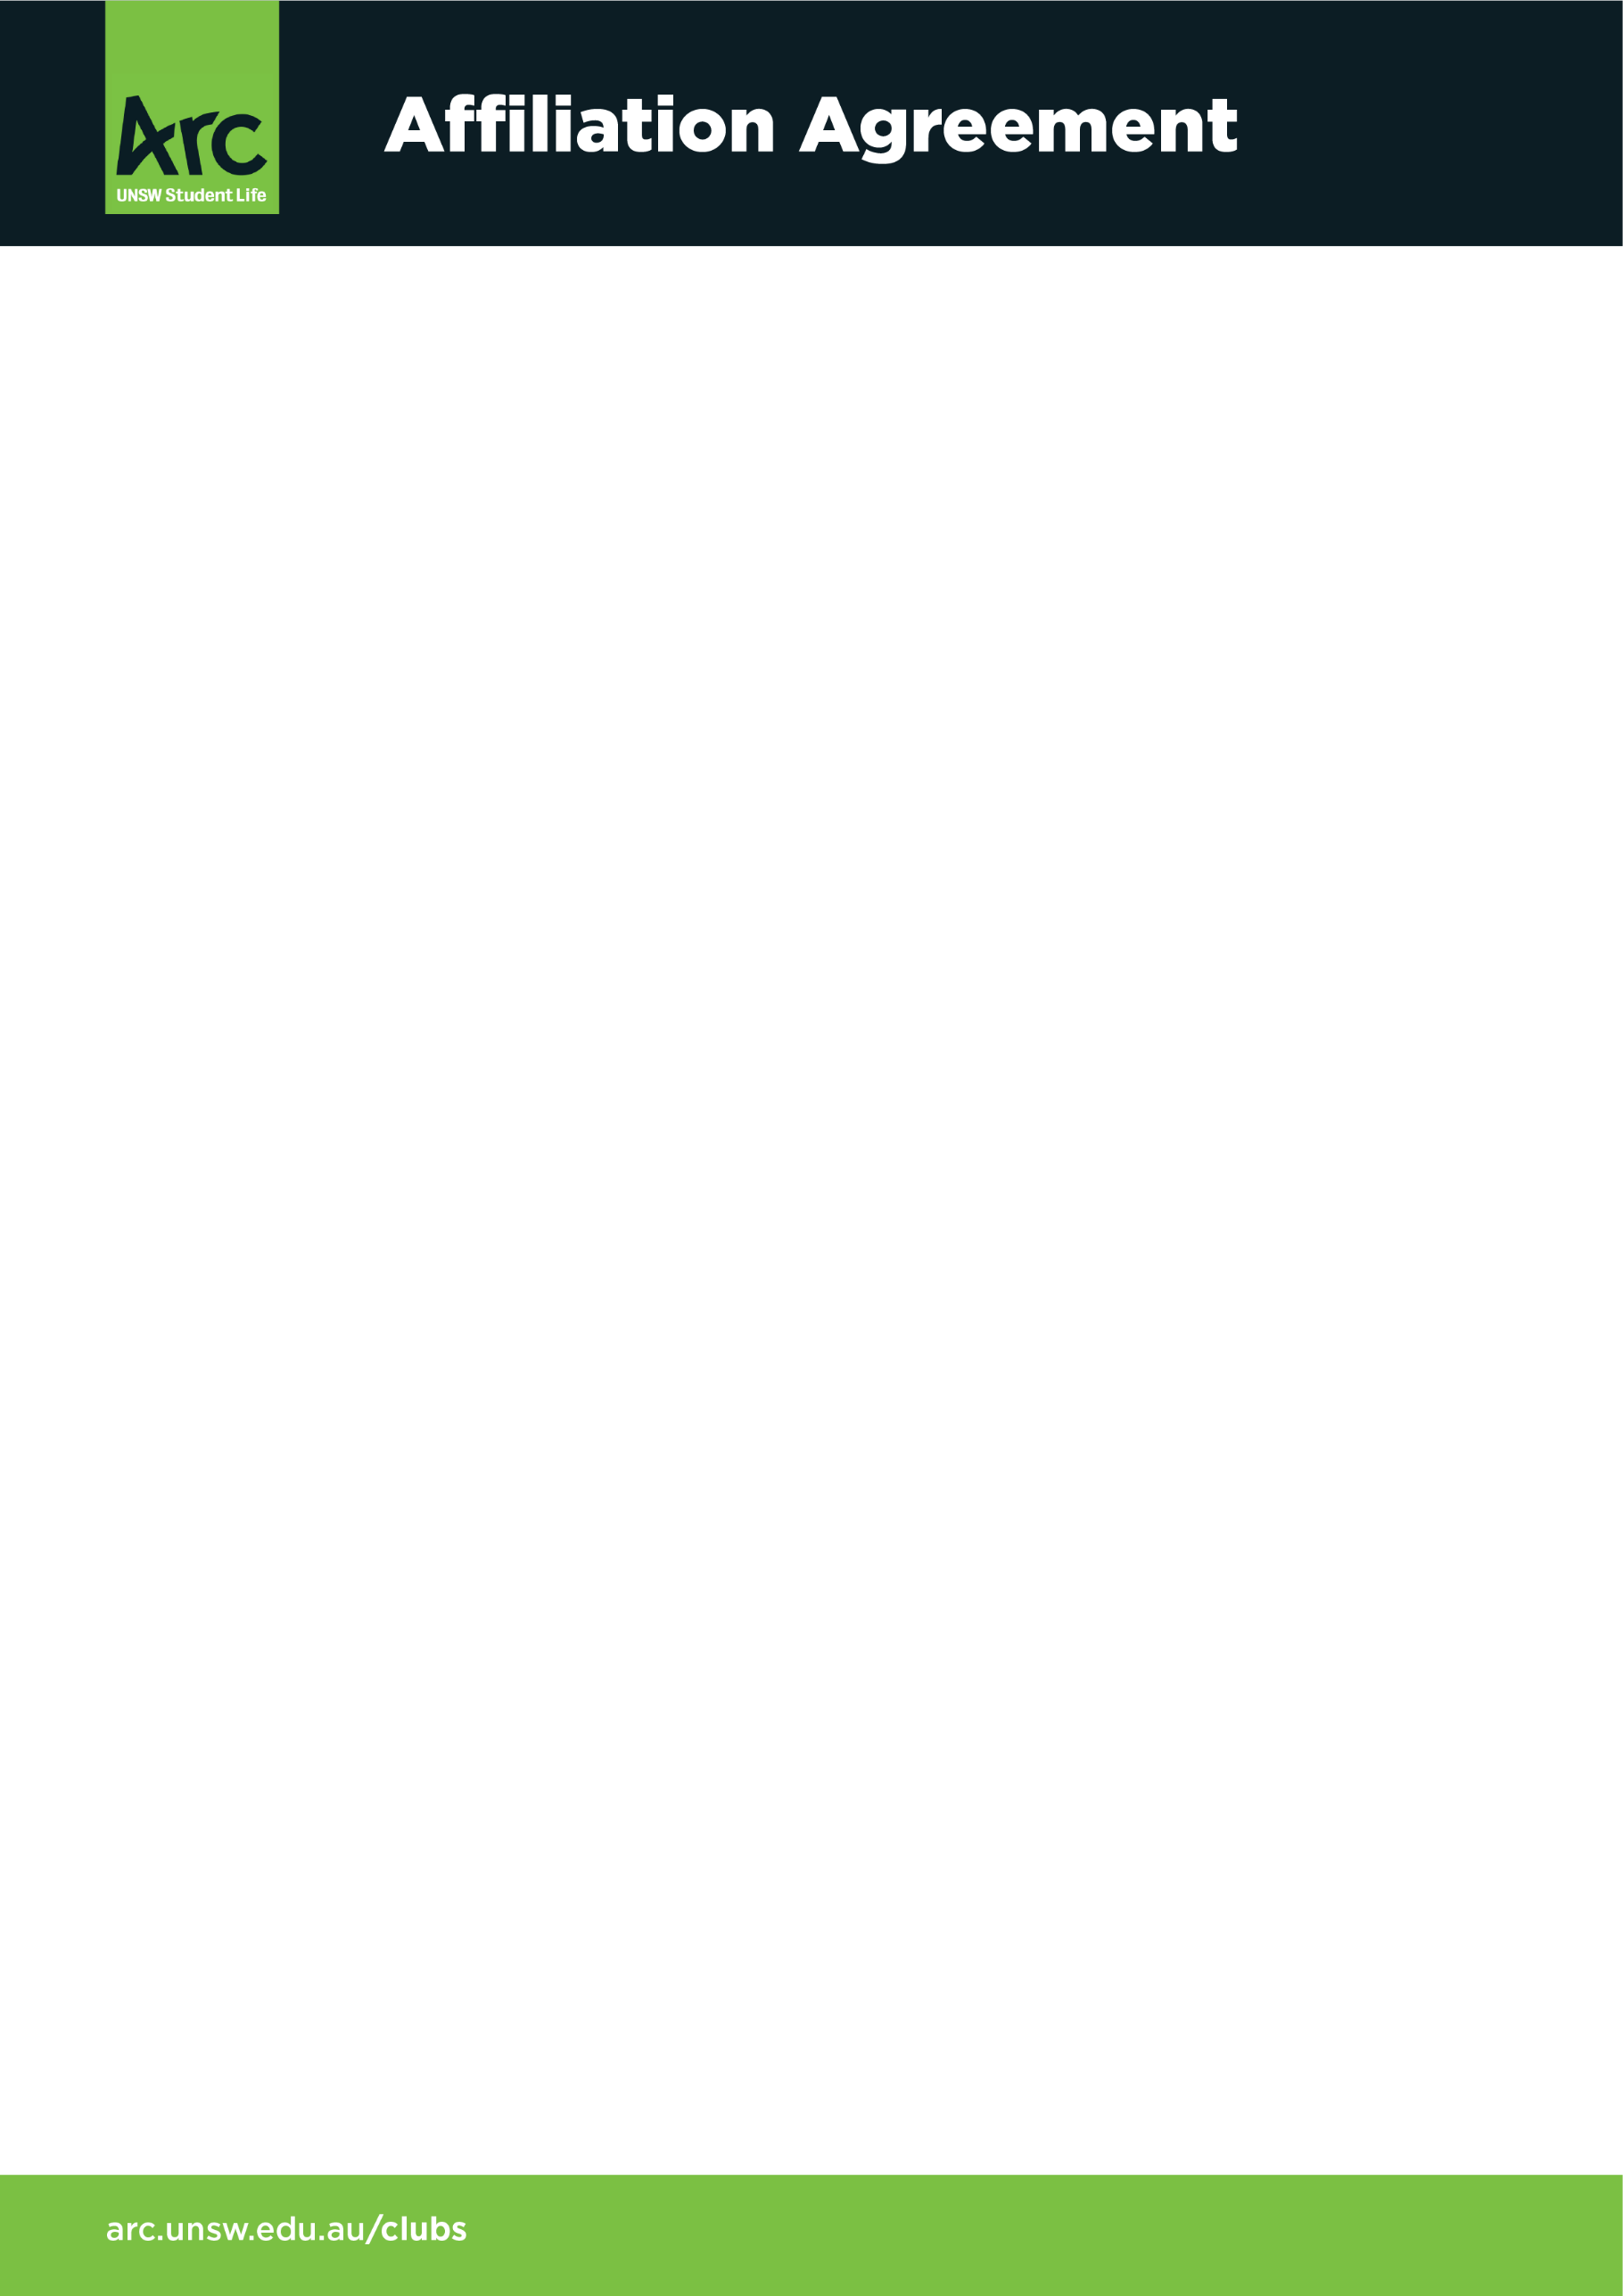 Arc
UNSW Student Life
Affiliation Agreement
arc.unsw.edu.au/clubs